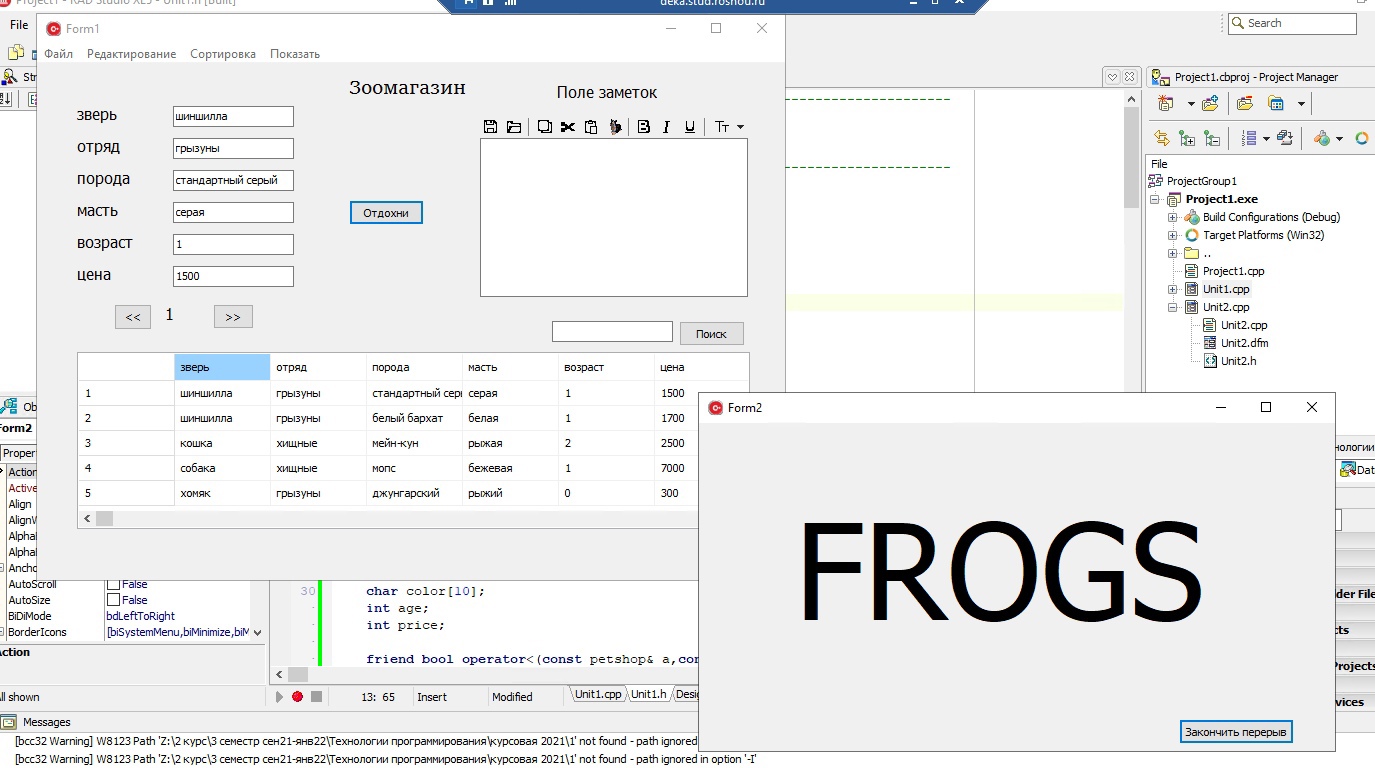 Project1 - RAD Studio XE5 - Unit1.h [Built]
deka.stud.rosnou.ru
File
Form1
Search
Файл Редактирование Сортировка Показать
Str
Project1.cbproj - Project Manager
Зоомагазин
Поле заметок
зверь шиншилла
отряд грызуны
порода стандартный серый
масть серая
возраст 1
цена 1500
B I U Tт
Отдохни
<< 1 >>
Поиск
File
ProjectGroup1
Project1.exe
Build Configurations (Debug)
Target Platforms (Win32)
..
Project1.cpp
Unit1.cpp
Unit2.cpp
Unit2.cpp
Unit2.dfm
Unit2.h
зверь отряд порода масть возраст цена
1 шиншилла грызуны стандартный сер серая 1 1500
2 шиншилла грызуны белый бархат белая 1 1700
3 кошка хищные мейн-кун рыжая 2 2500
4 собака хищные мопс бежевая 1 7000
5 хомяк грызуны джунгарский рыжий 0 300
Ob
Form2
Proper
Action
Active
Align
AlignW
Alpha
Alpha
Ancho
AutoScroll False
AutoSize False
BiDiMode bdLeftToRight
BorderIcons [biSystemMenu,biMinimize,biM
Action
All shown
30 char color[10];
int age;
int price;
friend bool operator<(const petshop& a,con
13: 65 Insert Modified Unit1.cpp Unit1.h Desig
Form2
FROGS
Закончить перерыв
нологии
Dat
der File
cts
Projects
vices
Messages
[bcc32 Warning] W8123 Path 'Z:\2 курс\3 семестр сен21-янв22\Технологии программирования\курсовая 2021\1' not found - path ignored
[bcc32 Warning] W8123 Path 'Z:\2 курс\3 семестр сен21-янв22\Технологии программирования\курсовая 2021\1' not found - path ignored in option '-I'